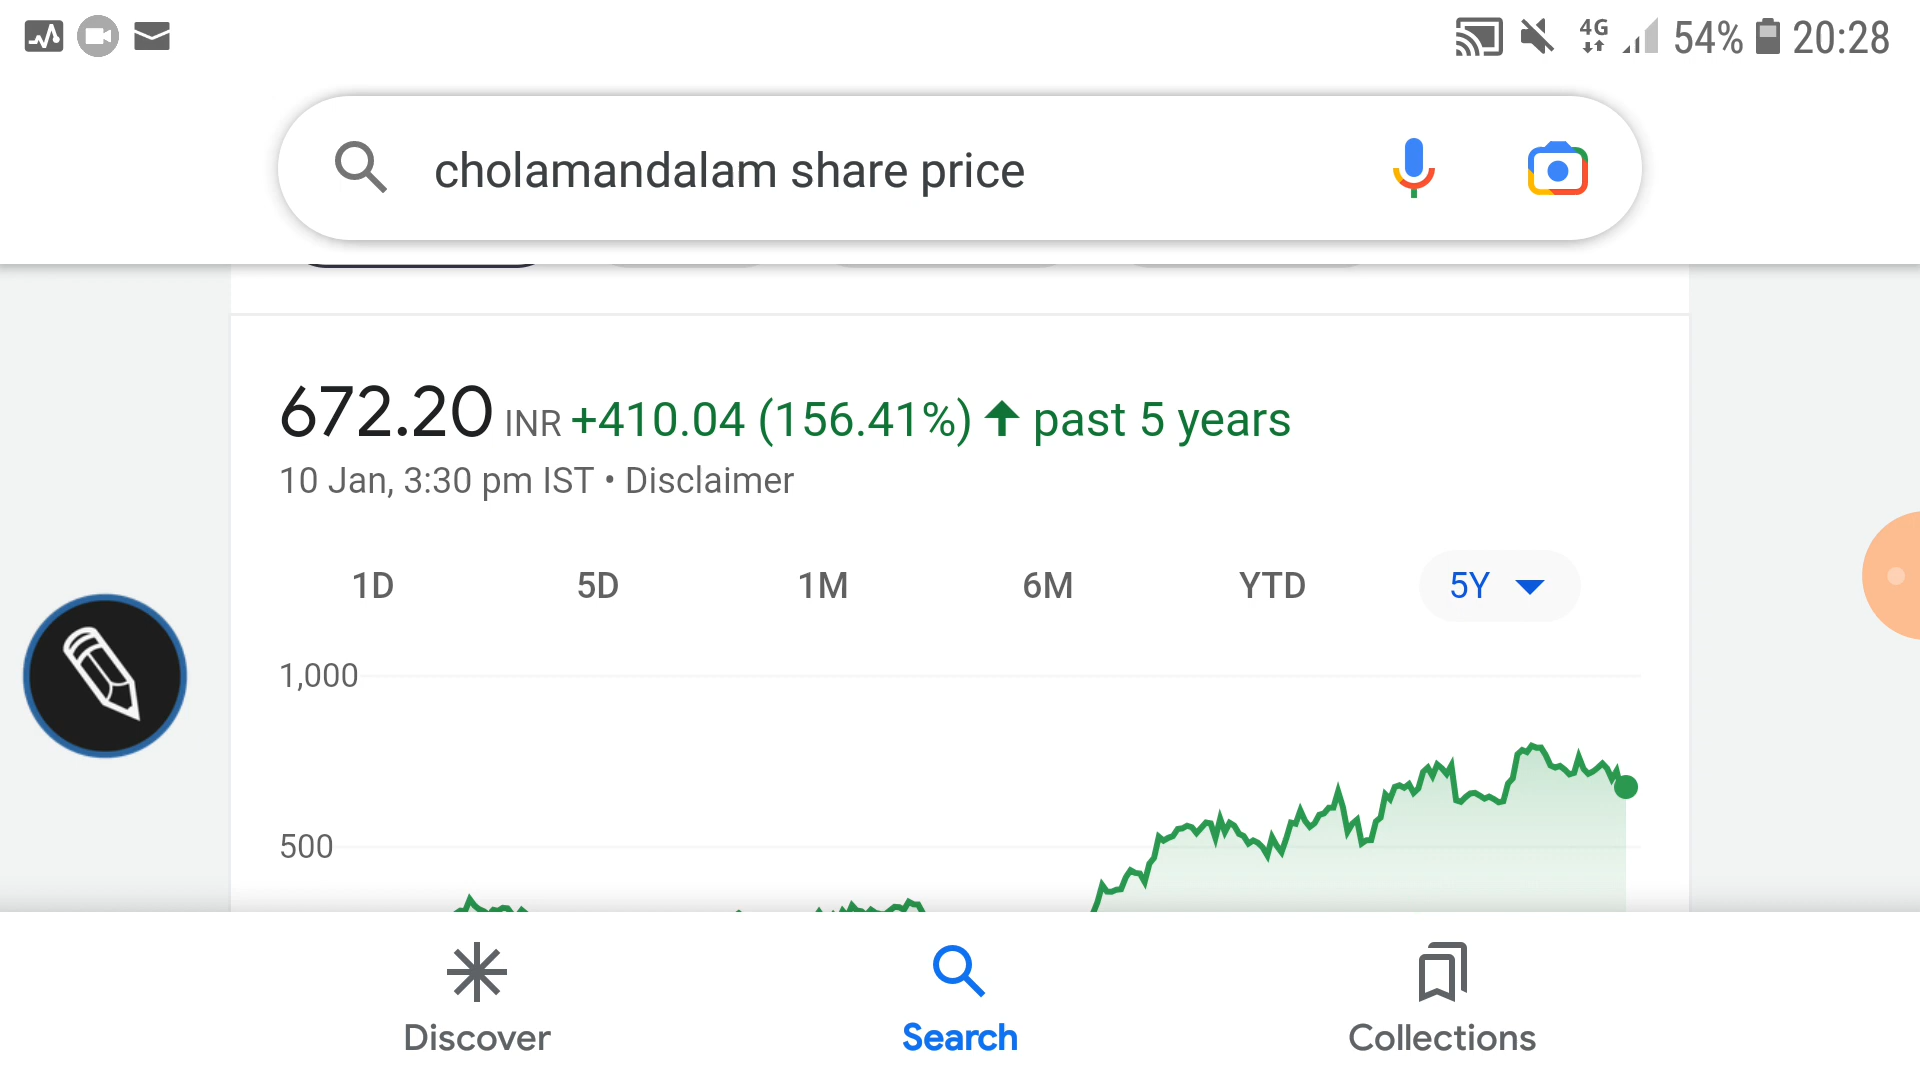 4G 54% 20:28
cholamandalam share price
672.20 INR +410.04 (156.41%) ↑ past 5 years
10 Jan, 3:30 pm IST • Disclaimer
1D 5D 1M 6M YTD 5Y
1,000
500
Discover Search Collections